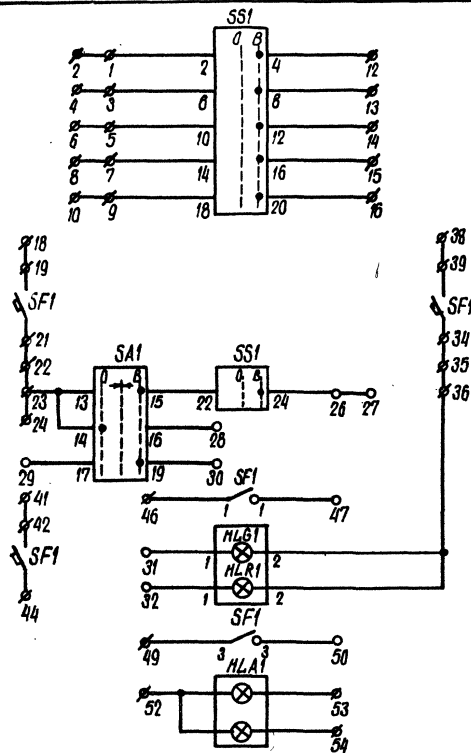 SS1
О В
2 1 2 4 12
4 3 6 8 13
6 5 10 12 14
8 7 14 16 15
10 9 18 20 16
18
19
SF1
21
22
23
24
38
39
SF1
34
35
36
SA1
О В
13 15
14 16 28
29 17 19 30
SS1
О В
22 24 26 27
41
42
SF1
44
SF1
46 1 1 47
HLG1
31 1 2
HLR1
32 1 2
SF1
49 3 3 50
HLA1
52 53
54